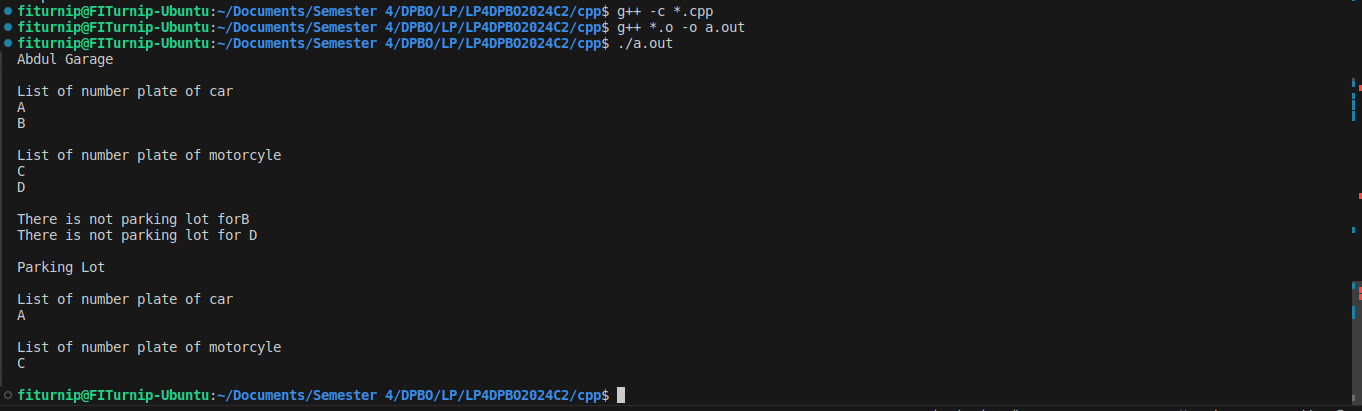 fiturnip@FITurnip-Ubuntu:~/Documents/Semester 4/DPBO/LP/LP4DPBO2024C2/cpp$ g++ -c *.cpp
fiturnip@FITurnip-Ubuntu:~/Documents/Semester 4/DPBO/LP/LP4DPBO2024C2/cpp$ g++ *.o -o a.out
fiturnip@FITurnip-Ubuntu:~/Documents/Semester 4/DPBO/LP/LP4DPBO2024C2/cpp$ ./a.out
Abdul Garage
List of number plate of car
A
B
List of number plate of motorcyle
C
D
There is not parking lot forB
There is not parking lot for D
Parking Lot
List of number plate of car
A
List of number plate of motorcyle
C
fiturnip@FITurnip-Ubuntu:~/Documents/Semester 4/DPBO/LP/LP4DPBO2024C2/cpp$